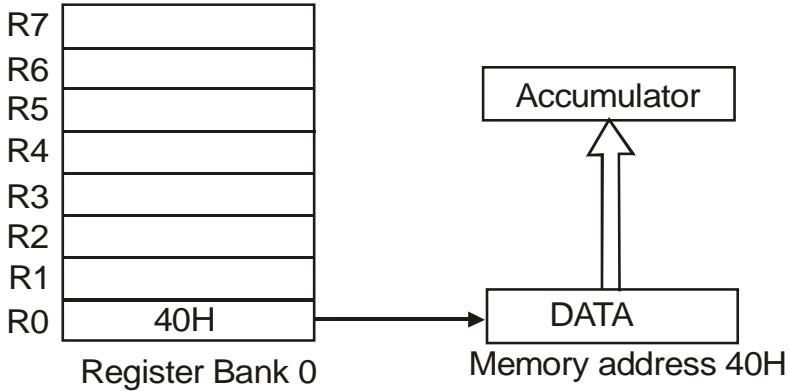 R7
R6
R5
R4
R3
R2
R1
R0 40H
Register Bank 0
Accumulator
DATA
Memory address 40H